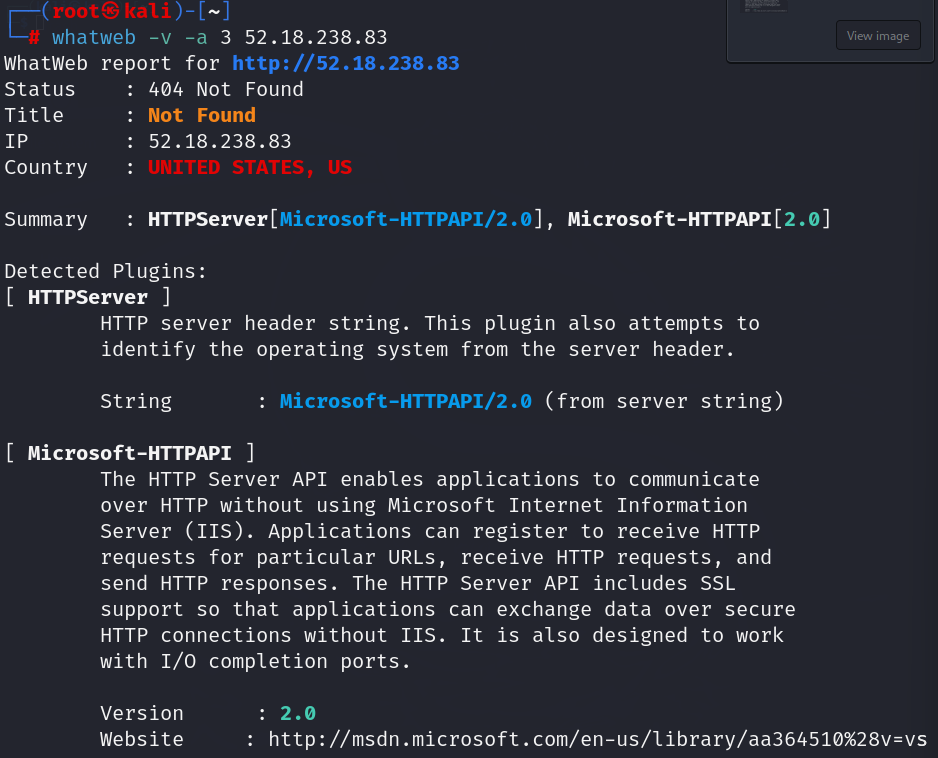 ┌──(root㉿kali)-[~]
└─# whatweb -v -a 3 52.18.238.83
View image
WhatWeb report for http://52.18.238.83
Status    : 404 Not Found
Title     : Not Found
IP        : 52.18.238.83
Country   : UNITED STATES, US
Summary   : HTTPServer[Microsoft-HTTPAPI/2.0], Microsoft-HTTPAPI[2.0]
Detected Plugins:
[ HTTPServer ]
HTTP server header string. This plugin also attempts to
identify the operating system from the server header.
String       : Microsoft-HTTPAPI/2.0 (from server string)
[ Microsoft-HTTPAPI ]
The HTTP Server API enables applications to communicate
over HTTP without using Microsoft Internet Information
Server (IIS). Applications can register to receive HTTP
requests for particular URLs, receive HTTP requests, and
send HTTP responses. The HTTP Server API includes SSL
support so that applications can exchange data over secure
HTTP connections without IIS. It is also designed to work
with I/O completion ports.
Version      : 2.0
Website     : http://msdn.microsoft.com/en-us/library/aa364510%28v=vs